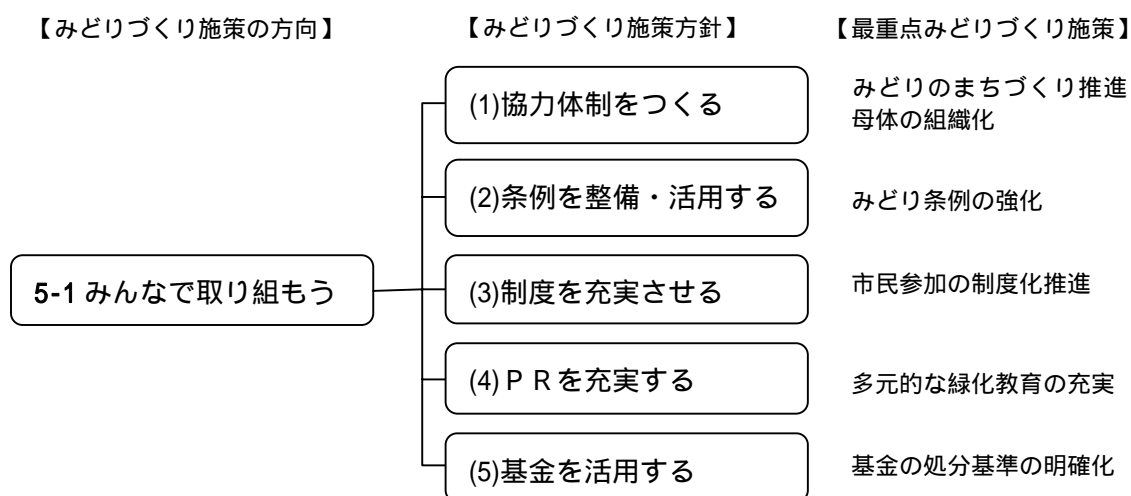 【みどりづくり施策の方向】 【みどりづくり施策方針】 【最重点みどりづくり施策】
(1)協力体制をつくる
みどりのまちづくり推進
母体の組織化
(2)条例を整備・活用する
みどり条例の強化
5-1 みんなで取り組もう
(3)制度を充実させる
市民参加の制度化推進
(4)ＰＲを充実する
多元的な緑化教育の充実
(5)基金を活用する
基金の処分基準の明確化